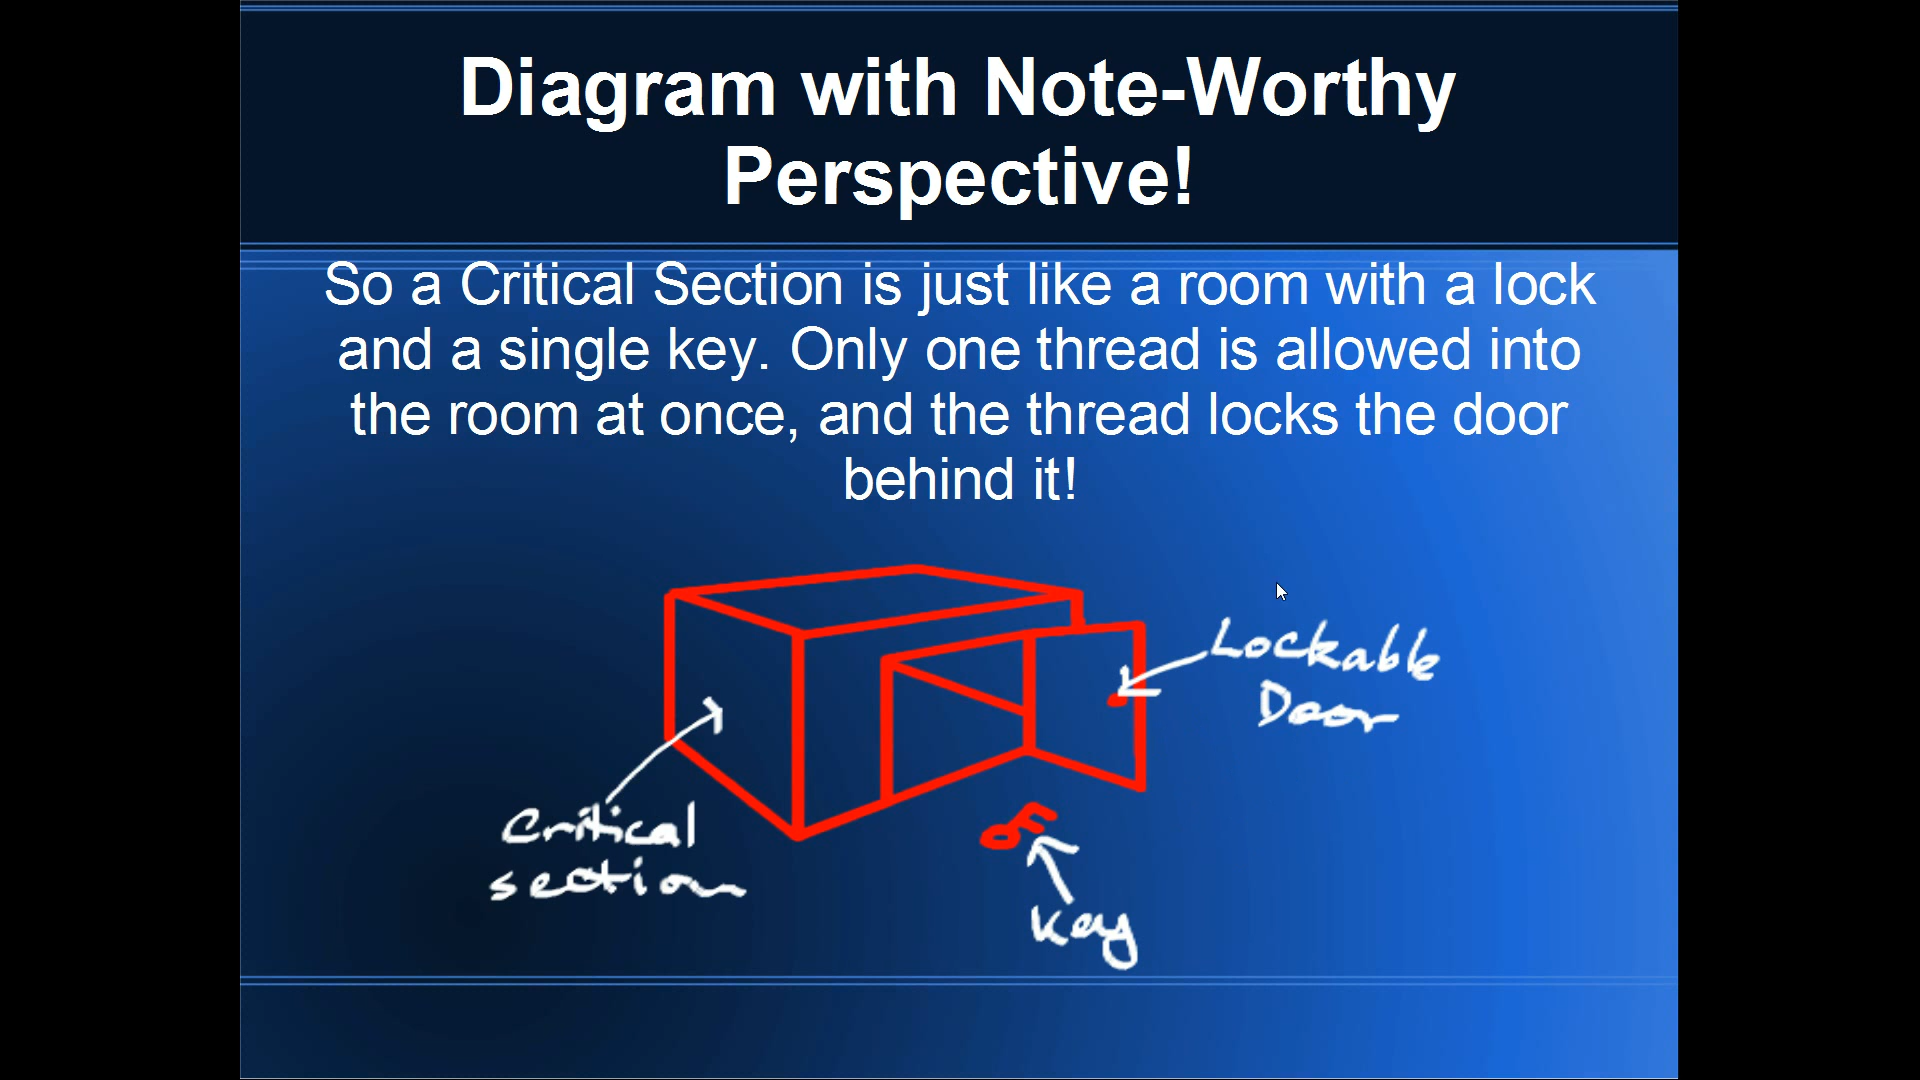 Diagram with Note-Worthy
Perspective!
So a Critical Section is just like a room with a lock
and a single key. Only one thread is allowed into
the room at once, and the thread locks the door
behind it!
Lockable
Door
Critical
section
Key